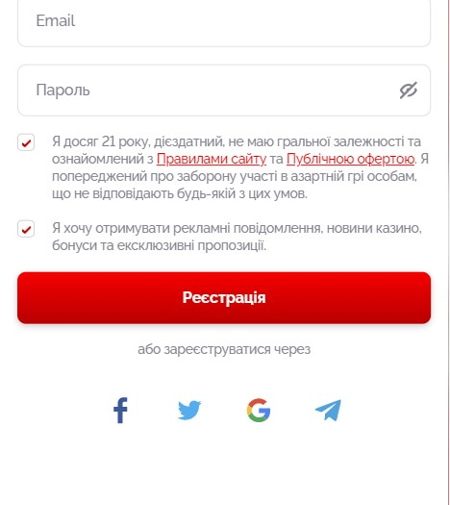 Email
Пароль
Я досяг 21 року, дієздатний, не маю гральної залежності та
ознайомлений з Правилами сайту та Публічною офертою. Я
попереджений про заборону участі в азартній грі особам,
що не відповідають будь-якій з цих умов.
Я хочу отримувати рекламні повідомлення, новини казино,
бонуси та ексклюзивні пропозиції.
Реєстрація
або зареєструватися через